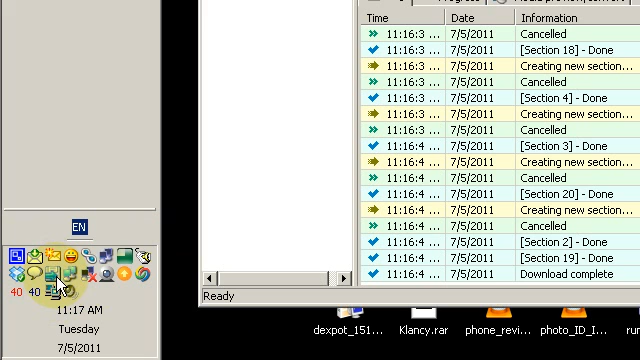 Time Date Information
11:16:3 ... 7/5/2011 Cancelled
11:16:3 ... 7/5/2011 [Section 18] - Done
11:16:3 ... 7/5/2011 Creating new section...
11:16:3 ... 7/5/2011 Cancelled
11:16:3 ... 7/5/2011 [Section 4] - Done
11:16:3 ... 7/5/2011 Creating new section...
11:16:3 ... 7/5/2011 Cancelled
11:16:4 ... 7/5/2011 [Section 3] - Done
11:16:4 ... 7/5/2011 Creating new section...
11:16:4 ... 7/5/2011 Cancelled
11:16:4 ... 7/5/2011 [Section 20] - Done
11:16:4 ... 7/5/2011 Creating new section...
11:16:4 ... 7/5/2011 Cancelled
11:16:4 ... 7/5/2011 [Section 2] - Done
11:16:4 ... 7/5/2011 [Section 19] - Done
11:16:4 ... 7/5/2011 Download complete
Ready
EN
40 40
11:17 AM
Tuesday
7/5/2011
dexpot_151... Klancy.rar phone_revi... photo_ID_I...